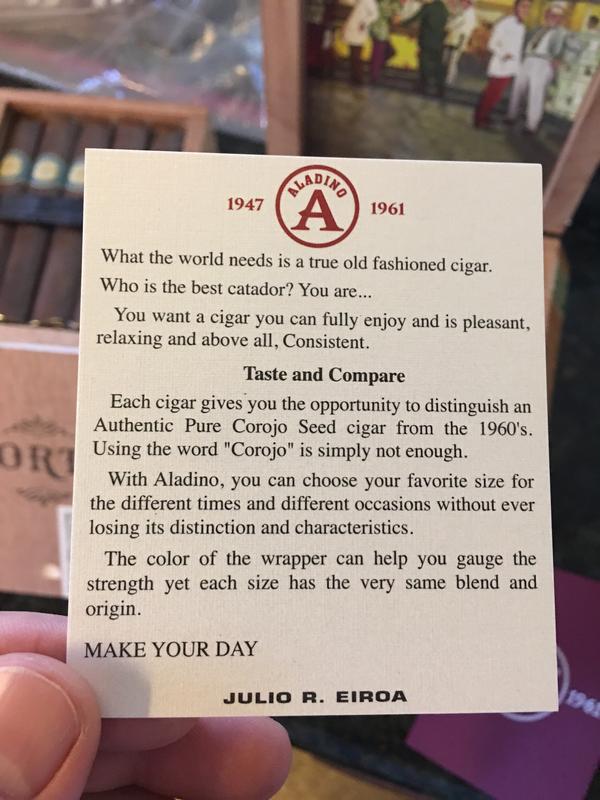 ALADINO
1947 A 1961
What the world needs is a true old fashioned cigar.
Who is the best catador? You are...
You want a cigar you can fully enjoy and is pleasant,
relaxing and above all, Consistent.
Taste and Compare
Each cigar gives you the opportunity to distinguish an
Authentic Pure Corojo Seed cigar from the 1960's.
Using the word "Corojo" is simply not enough.
With Aladino, you can choose your favorite size for
the different times and different occasions without ever
losing its distinction and characteristics.
The color of the wrapper can help you gauge the
strength yet each size has the very same blend and
origin.
MAKE YOUR DAY
JULIO R. EIROA
ORT
1961